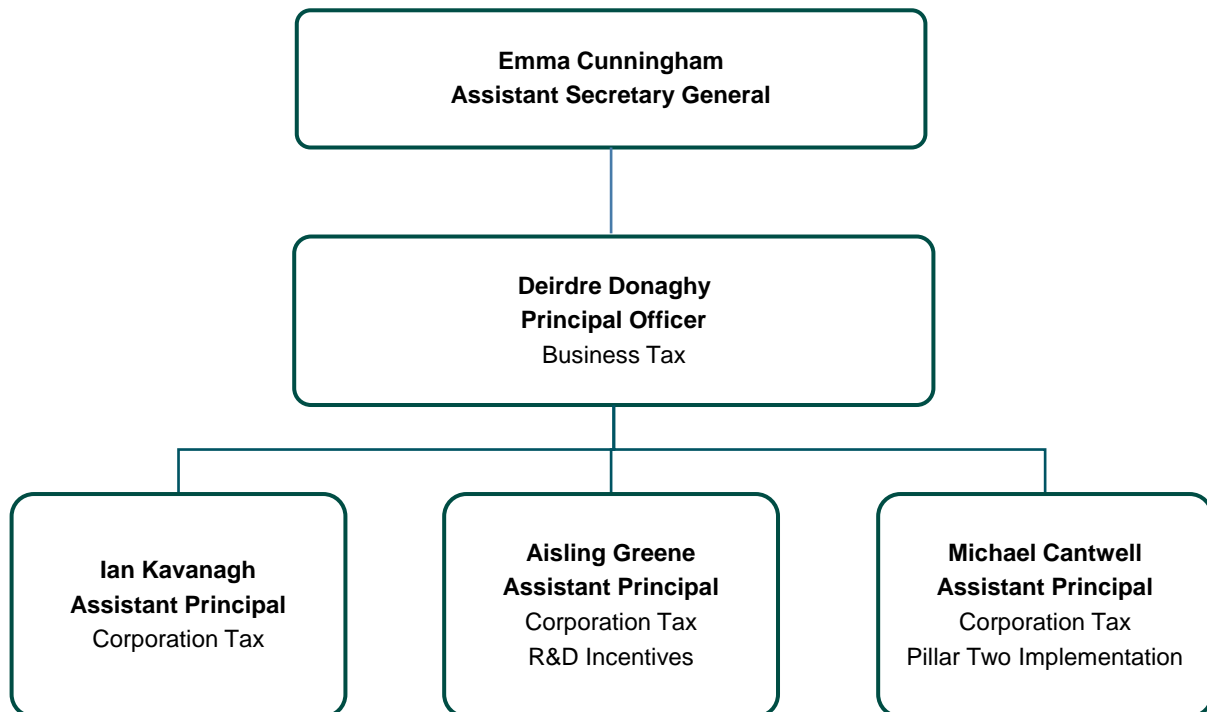 Emma Cunningham
Assistant Secretary General
Deirdre Donaghy
Principal Officer
Business Tax
Ian Kavanagh
Assistant Principal
Corporation Tax
Aisling Greene
Assistant Principal
Corporation Tax
R&D Incentives
Michael Cantwell
Assistant Principal
Corporation Tax
Pillar Two Implementation